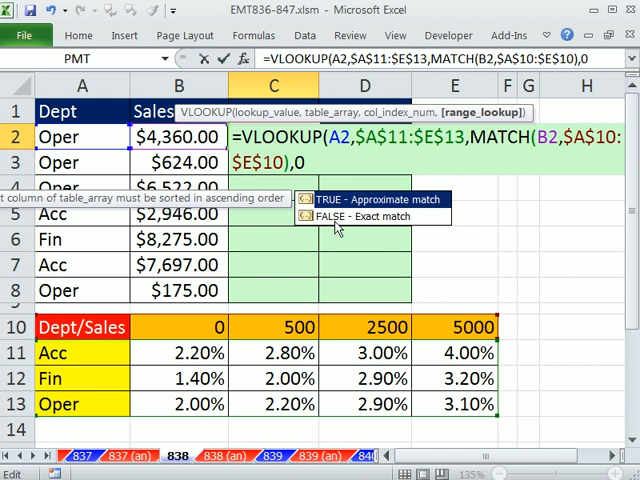 EMT836-847.xlsm - Microsoft Excel
File Home Insert Page Layout Formulas Data Review View Developer Add-Ins
PMT fx =VLOOKUP(A2,$A$11:$E$13,MATCH(B2,$A$10:$E$10),0
A B C D E F G H
1 Dept Sales
VLOOKUP(lookup_value, table_array, col_index_num, [range_lookup])
2 Oper $4,360.00 =VLOOKUP(A2,$A$11:$E$13,MATCH(B2,$A$10:
3 Oper $624.00 $E$10),0
4 $6,522.00
t column of table_array must be sorted in ascending order
TRUE - Approximate match
FALSE - Exact match
5 Acc $2,946.00
6 Fin $8,275.00
7 Acc $7,697.00
8 Oper $175.00
9
10 Dept/Sales 0 500 2500 5000
11 Acc 2.20% 2.80% 3.00% 4.00%
12 Fin 1.40% 2.00% 2.90% 3.20%
13 Oper 2.00% 2.20% 2.90% 3.10%
14
837 837 (an) 838 838 (an) 839 839 (an) 840
Edit 135%